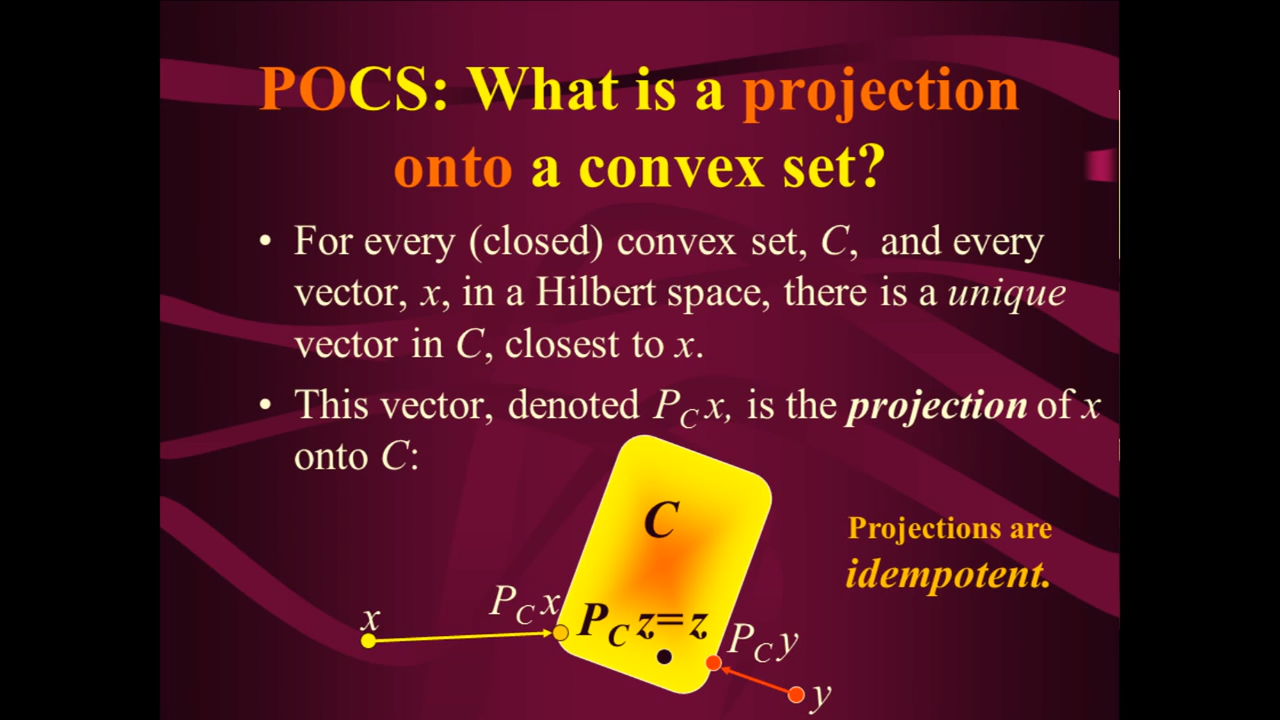 POCS: What is a projection
onto a convex set?
• For every (closed) convex set, C, and every
vector, x, in a Hilbert space, there is a unique
vector in C, closest to x.
• This vector, denoted P_C x, is the projection of x
onto C:
C
Projections are
idempotent.
x
P_C x
P_C z=z
P_C y
y